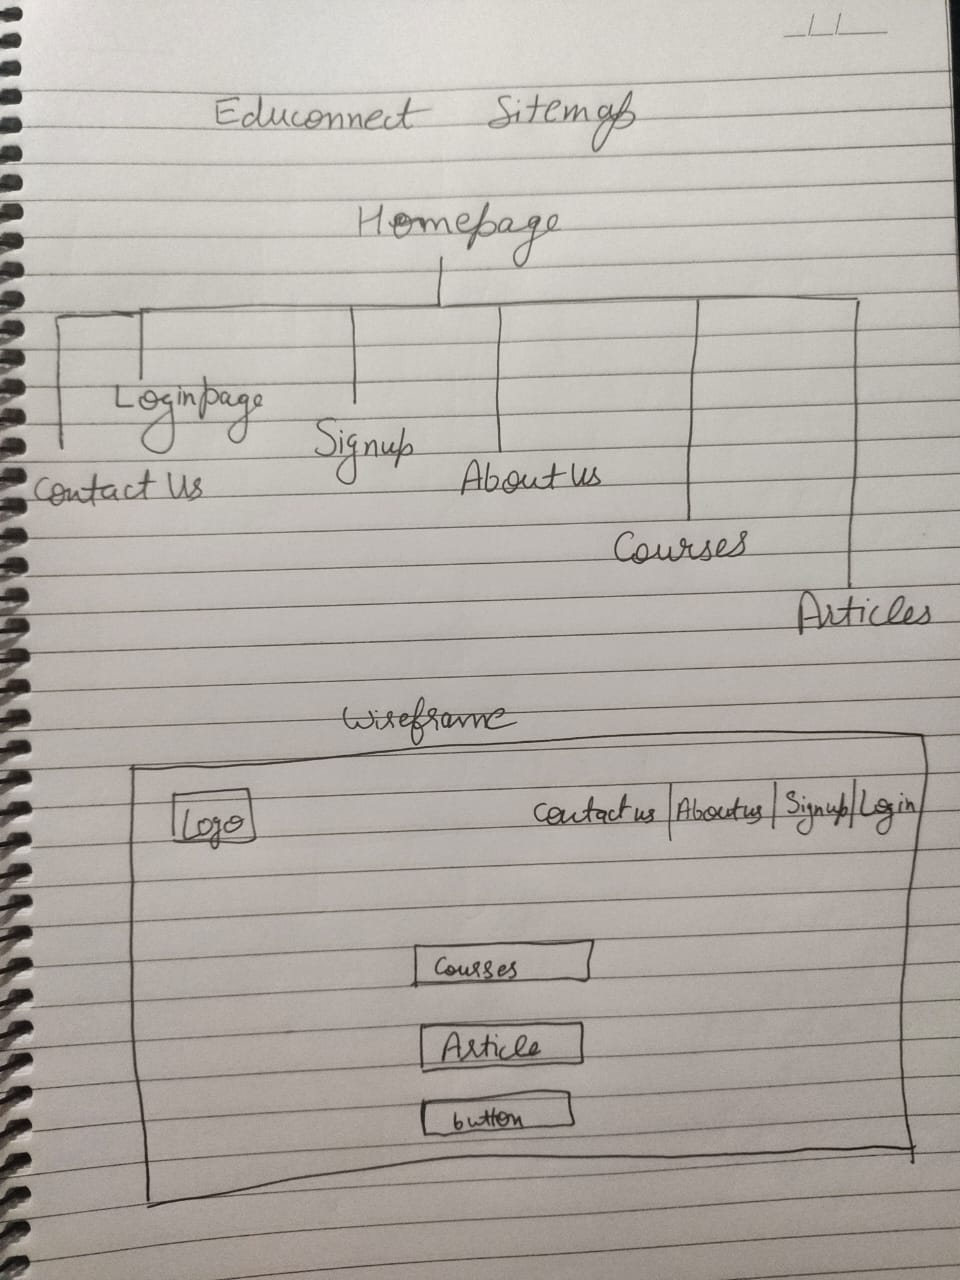 Educonnect Sitemap
Homepage
Loginpage
Signup
Contact Us
About Us
Courses
Articles
Wireframe
Logo
Contact us | About us | Signup | Login
Courses
Article
button